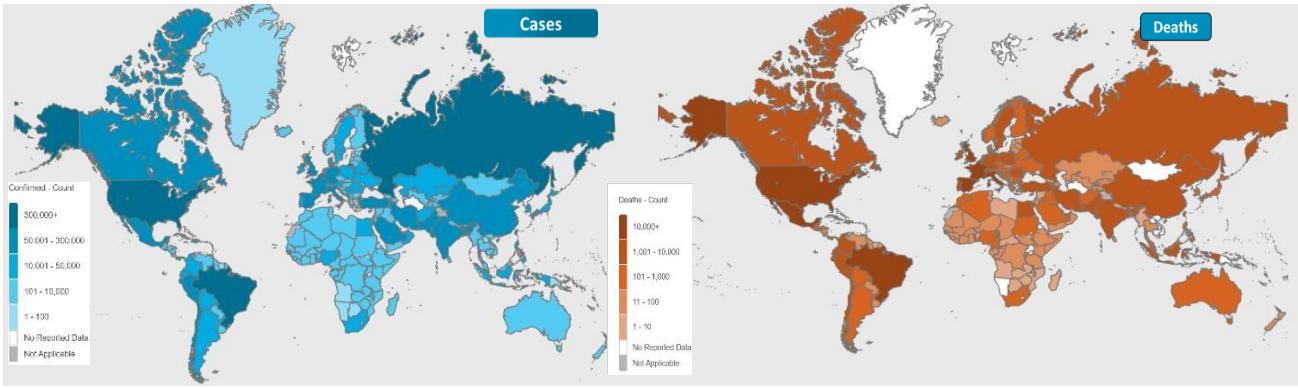 Cases
Confirmed - Count
300,000+
50.001 - 300,000
10.001 - 50,000
101 - 10,000
1 - 100
No Reported Data
Not Applicable
Deaths
Deaths - Count
10,000+
1,001 - 10,000
101 - 1,000
11 - 100
1 - 10
No Reported Data
Not Applicable